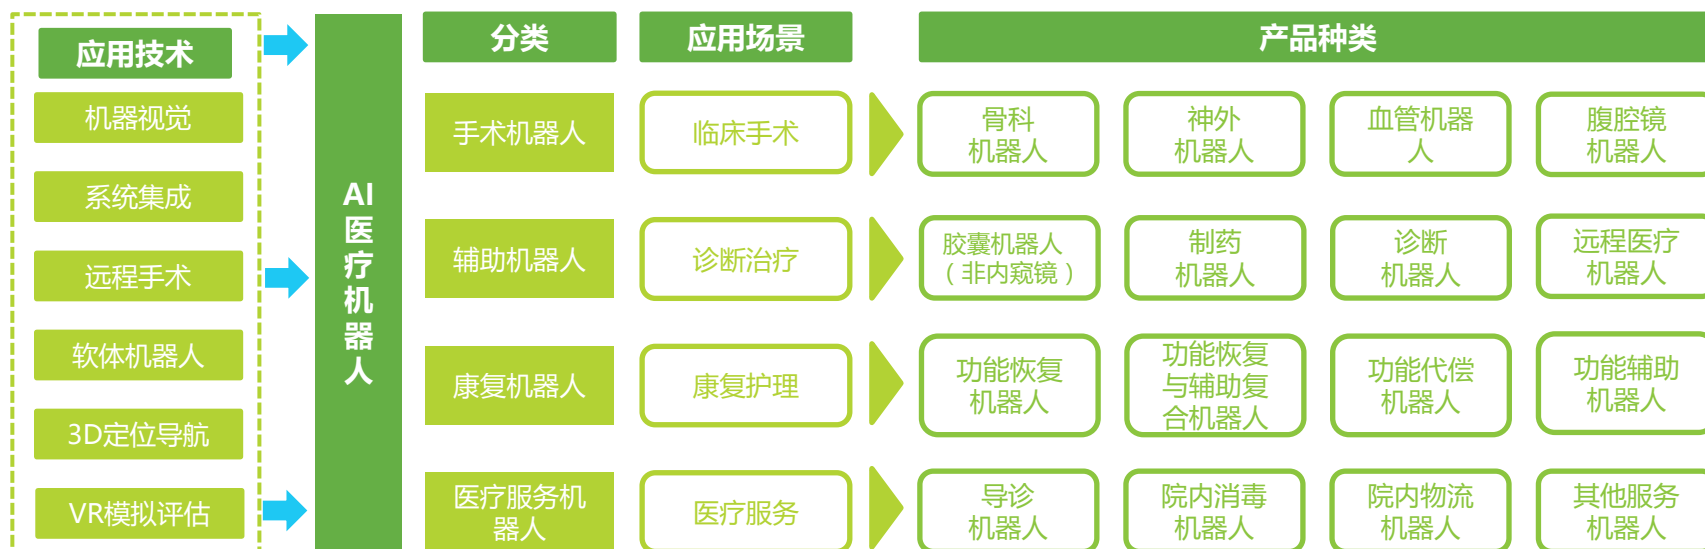 应用技术
机器视觉
系统集成
远程手术
软体机器人
3D定位导航
VR模拟评估
AI
医
疗
机
器
人
分类
应用场景
产品种类
手术机器人
临床手术
骨科
机器人
神外
机器人
血管机器
人
腹腔镜
机器人
辅助机器人
诊断治疗
胶囊机器人
（非内窥镜）
制药
机器人
诊断
机器人
远程医疗
机器人
康复机器人
康复护理
功能恢复
机器人
功能恢复
与辅助复
合机器人
功能代偿
机器人
功能辅助
机器人
医疗服务机
器人
医疗服务
导诊
机器人
院内消毒
机器人
院内物流
机器人
其他服务
机器人